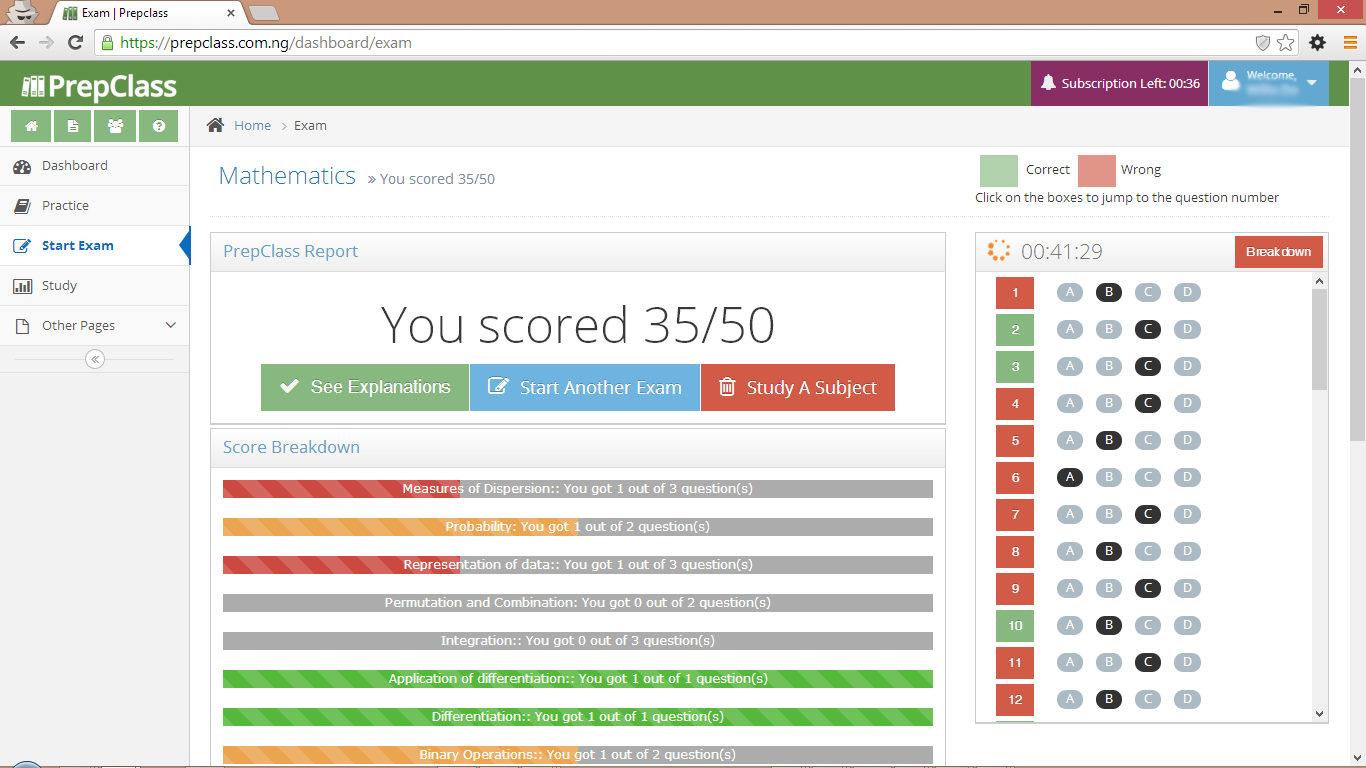 Exam | Prepclass
https://prepclass.com.ng/dashboard/exam
PrepClass
Subscription Left: 00:36
Welcome,
Home > Exam
Dashboard
Practice
Start Exam
Study
Other Pages
Mathematics » You scored 35/50
Correct Wrong
Click on the boxes to jump to the question number
PrepClass Report
You scored 35/50
See Explanations
Start Another Exam
Study A Subject
Score Breakdown
Measures of Dispersion:: You got 1 out of 3 question(s)
Probability: You got 1 out of 2 question(s)
Representation of data:: You got 1 out of 3 question(s)
Permutation and Combination: You got 0 out of 2 question(s)
Integration:: You got 0 out of 3 question(s)
Application of differentiation:: You got 1 out of 1 question(s)
Differentiation:: You got 1 out of 1 question(s)
Binary Operations:: You got 1 out of 2 question(s)
00:41:29 Breakdown
1 A B C D
2 A B C D
3 A B C D
4 A B C D
5 A B C D
6 A B C D
7 A B C D
8 A B C D
9 A B C D
10 A B C D
11 A B C D
12 A B C D